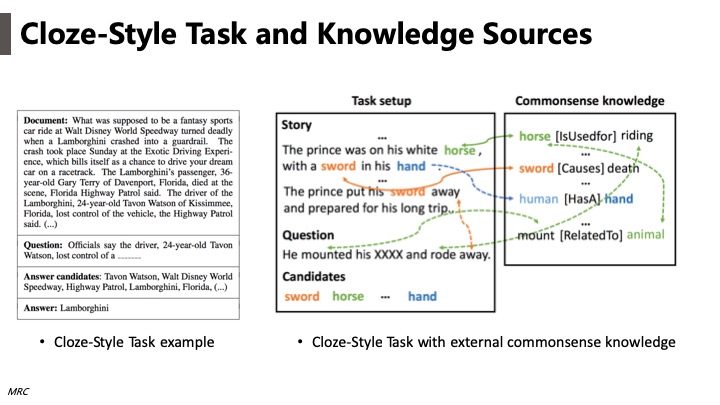 Cloze-Style Task and Knowledge Sources
Document: What was supposed to be a fantasy sports
car ride at Walt Disney World Speedway turned deadly
when a Lamborghini crashed into a guardrail. The
crash took place Sunday at the Exotic Driving Experi-
ence, which bills itself as a chance to drive your dream
car on a racetrack. The Lamborghini's passenger, 36-
year-old Gary Terry of Davenport, Florida, died at the
scene, Florida Highway Patrol said. The driver of the
Lamborghini, 24-year-old Tavon Watson of Kissimmee,
Florida, lost control of the vehicle, the Highway Patrol
said. (...)
Question: Officials say the driver, 24-year-old Tavon
Watson, lost control of a ______
Answer candidates: Tavon Watson, Walt Disney World
Speedway, Highway Patrol, Lamborghini, Florida, (...)
Answer: Lamborghini
• Cloze-Style Task example
Task setup
Story
...
The prince was on his white horse,
with a sword in his hand .
...
The prince put his sword away
and prepared for his long trip..
Question
He mounted his XXXX and rode away.
Candidates
sword horse ... hand
Commonsense knowledge
horse [IsUsedfor] riding
...
sword [Causes] death
...
human [HasA] hand
...
mount [RelatedTo] animal
• Cloze-Style Task with external commonsense knowledge
MRC